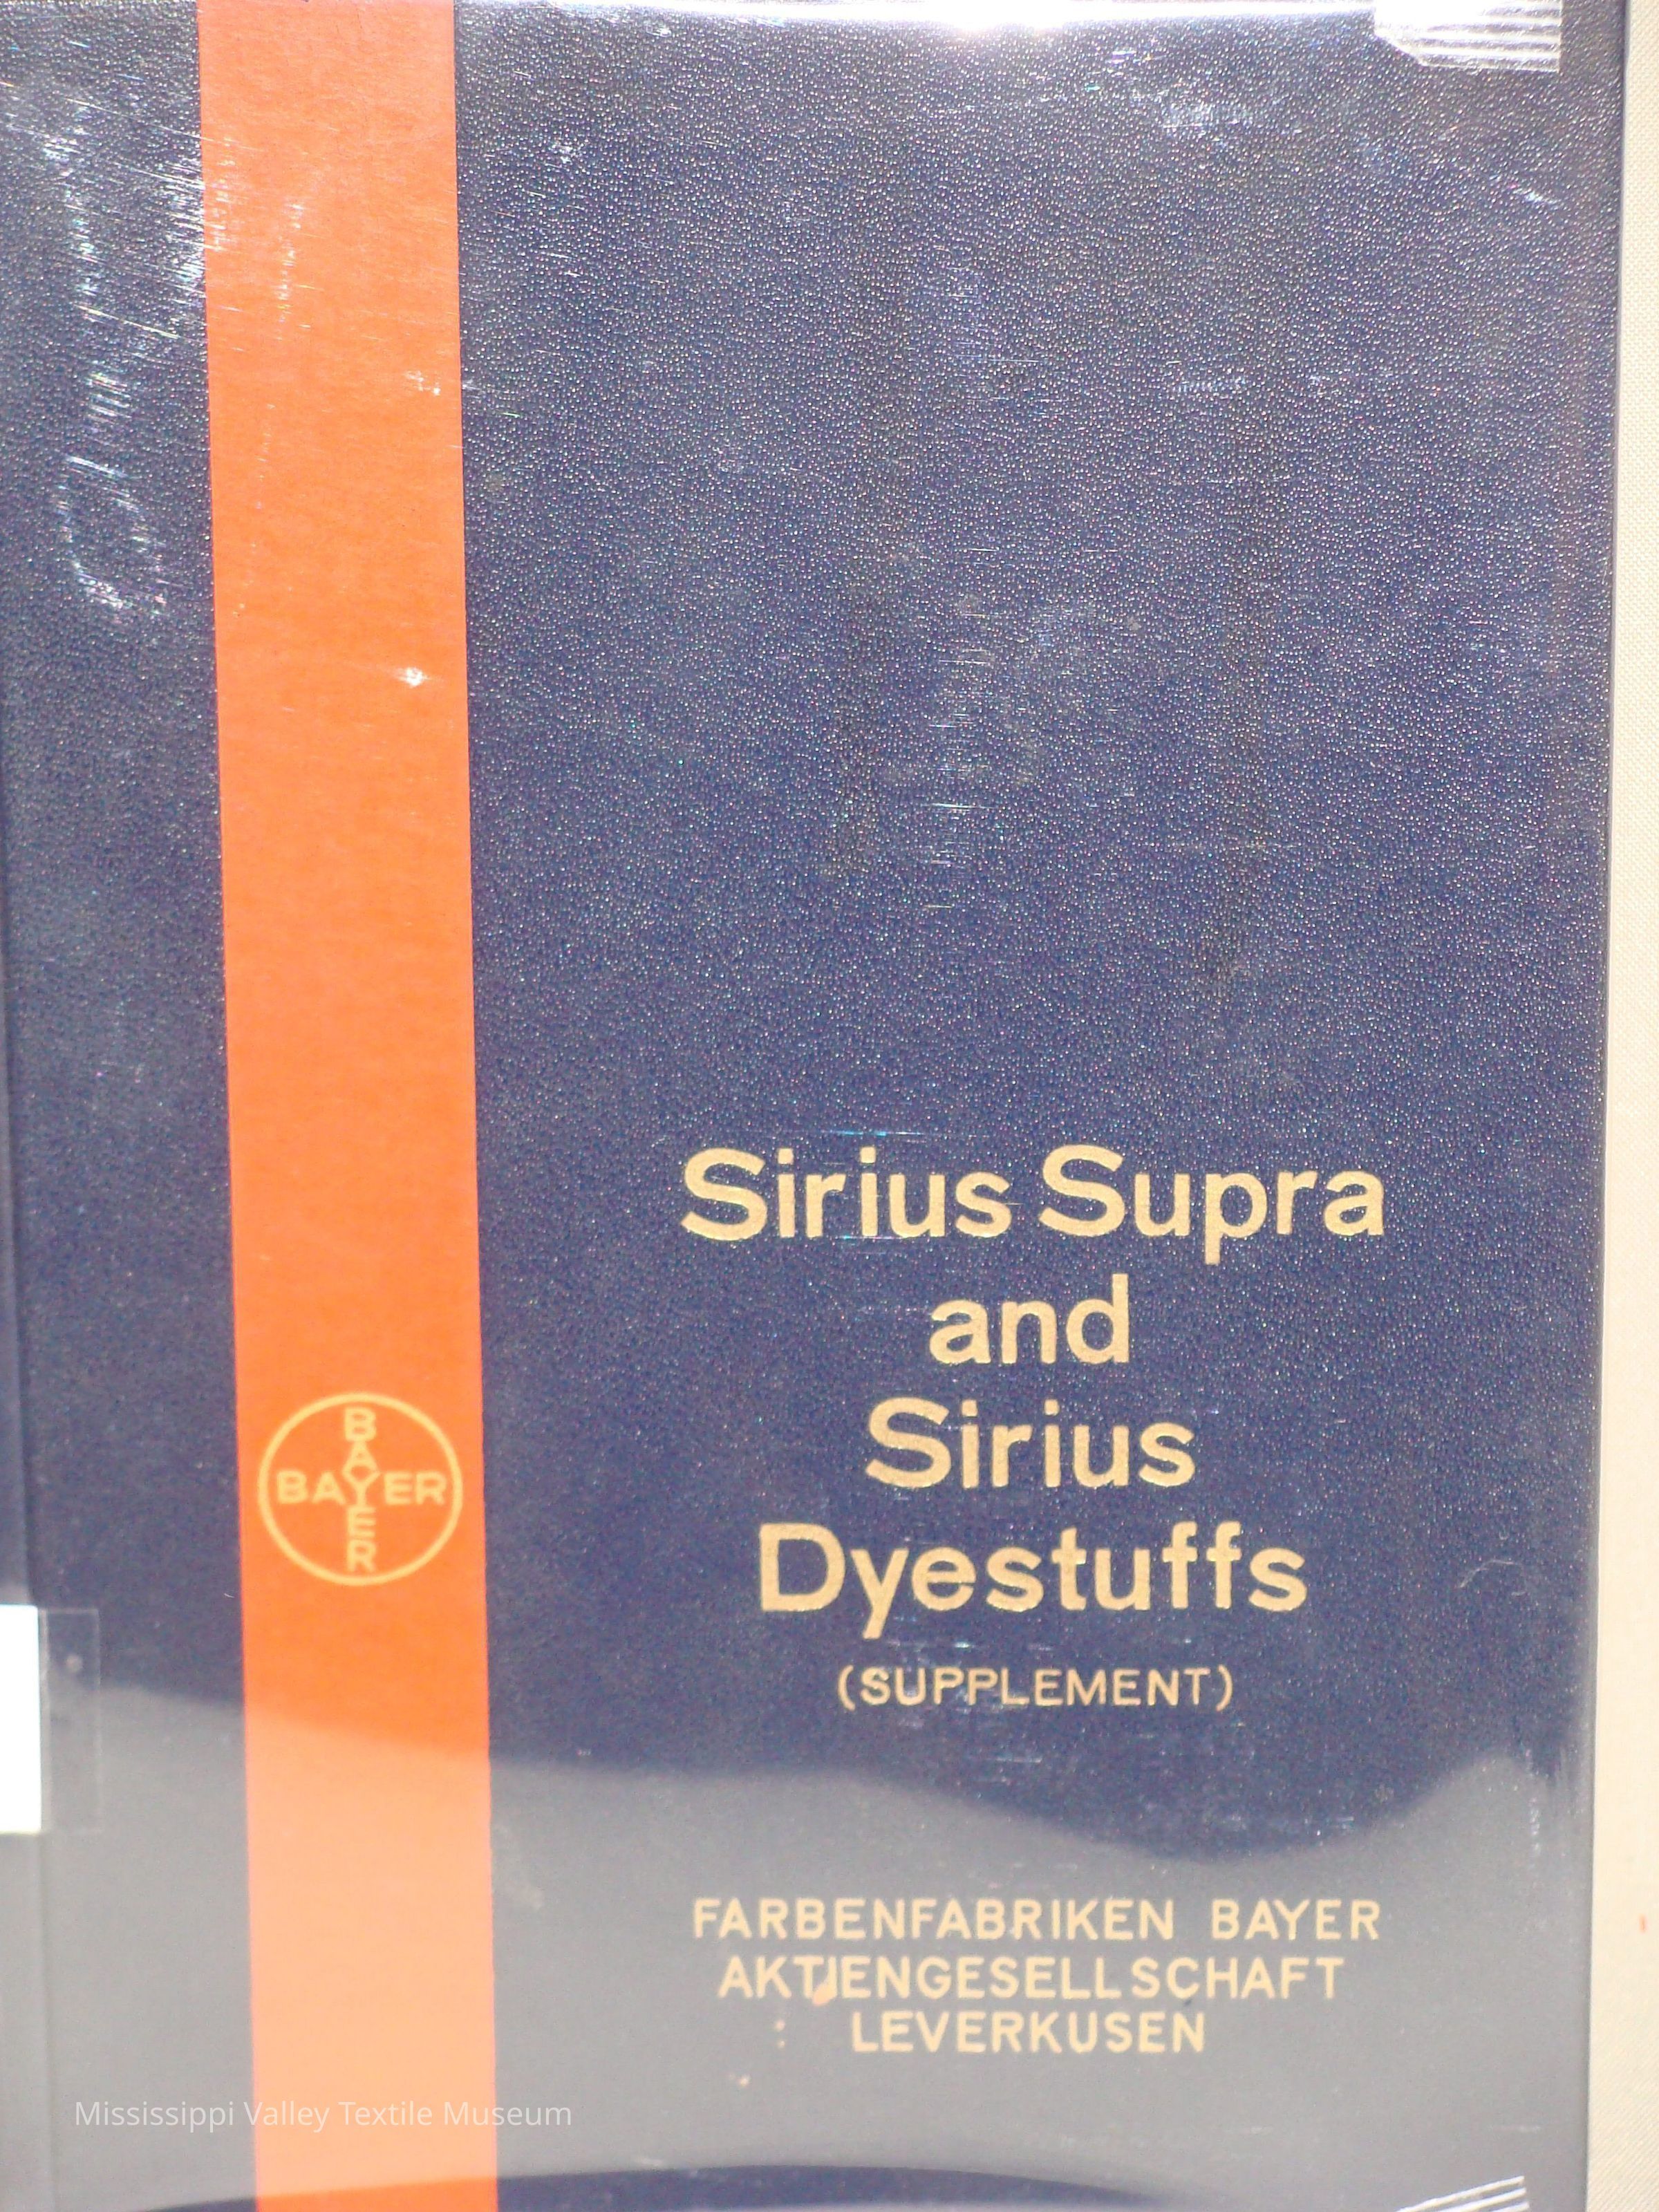 Sirius Supra
and
Sirius
Dyestuffs
(SUPPLEMENT)
BAYER
BAYER
FARBENFABRIKEN BAYER
AKTIENGESELLSCHAFT
LEVERKUSEN
Mississippi Valley Textile Museum